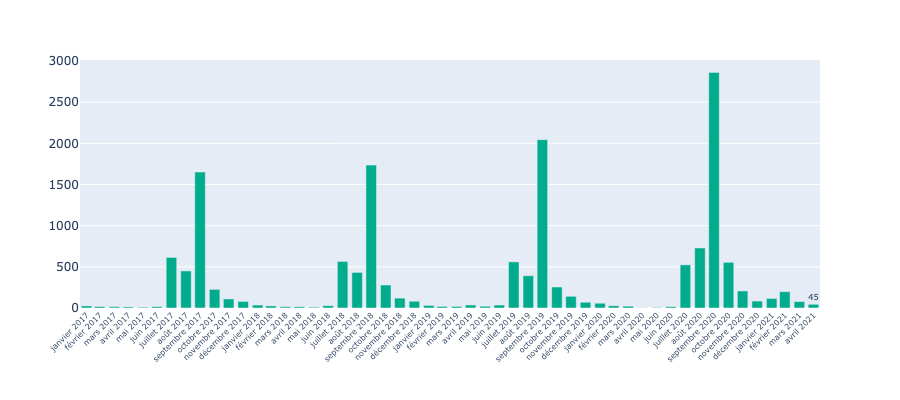 3000
2500
2000
1500
1000
500
0
45
janvier 2017
février 2017
mars 2017
avril 2017
mai 2017
juin 2017
juillet 2017
août 2017
septembre 2017
octobre 2017
novembre 2017
décembre 2017
janvier 2018
février 2018
mars 2018
avril 2018
mai 2018
juin 2018
juillet 2018
août 2018
septembre 2018
octobre 2018
novembre 2018
décembre 2018
janvier 2019
février 2019
mars 2019
avril 2019
mai 2019
juin 2019
juillet 2019
août 2019
septembre 2019
octobre 2019
novembre 2019
décembre 2019
janvier 2020
février 2020
mars 2020
avril 2020
mai 2020
juin 2020
juillet 2020
août 2020
septembre 2020
octobre 2020
novembre 2020
décembre 2020
janvier 2021
février 2021
mars 2021
avril 2021